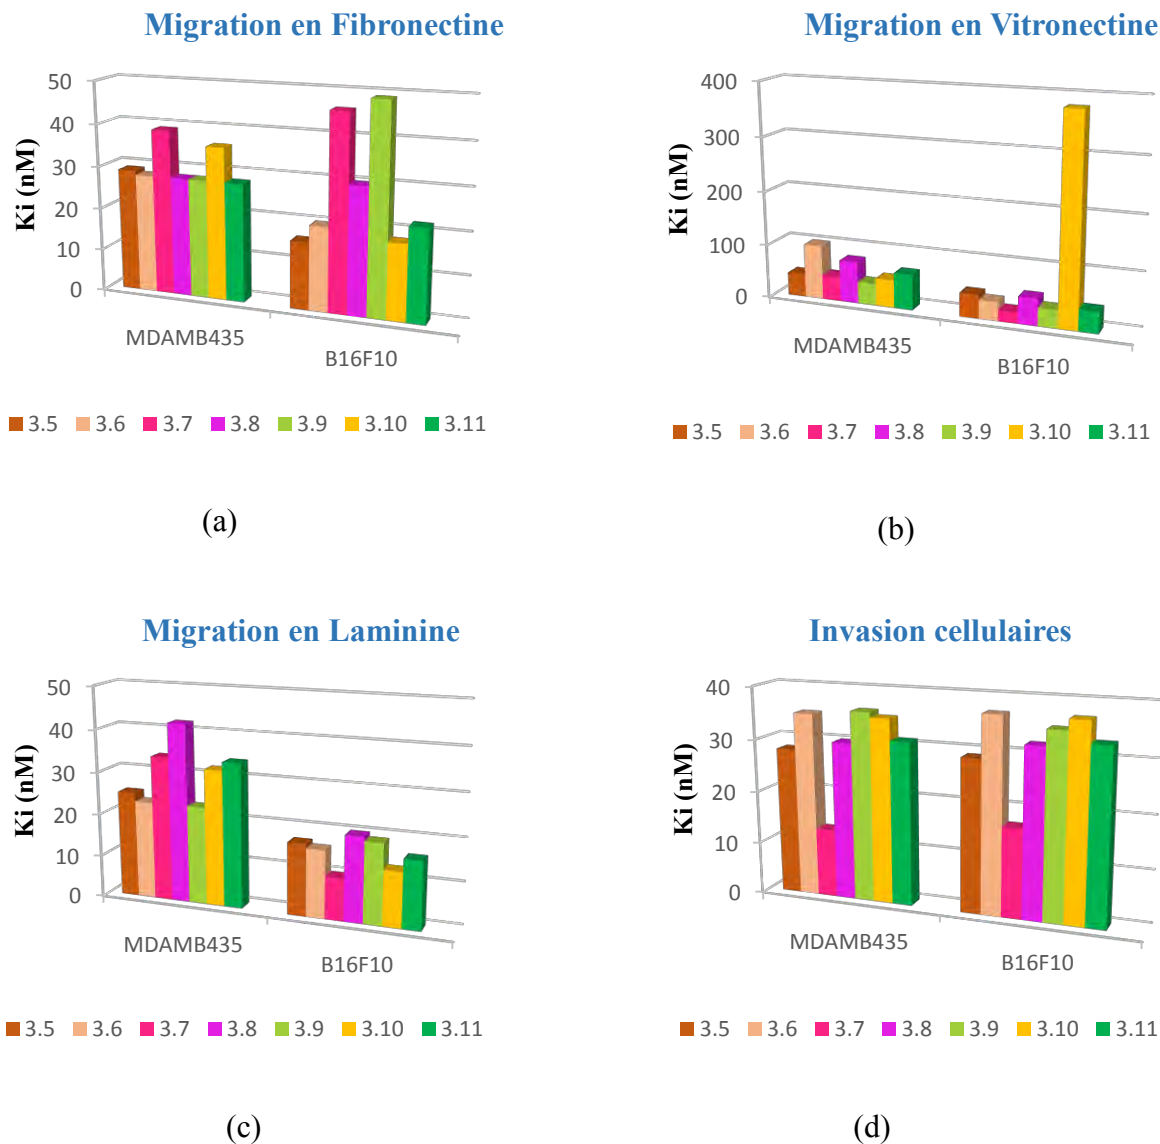 Migration en Fibronectine
Ki (nM)
50
40
30
20
10
0
MDAMB435
B16F10
3.5 3.6 3.7 3.8 3.9 3.10 3.11
(a)
Migration en Vitronectine
Ki (nM)
400
300
200
100
0
MDAMB435
B16F10
3.5 3.6 3.7 3.8 3.9 3.10 3.11
(b)
Migration en Laminine
Ki (nM)
50
40
30
20
10
0
MDAMB435
B16F10
3.5 3.6 3.7 3.8 3.9 3.10 3.11
(c)
Invasion cellulaires
Ki (nM)
40
30
20
10
0
MDAMB435
B16F10
3.5 3.6 3.7 3.8 3.9 3.10 3.11
(d)